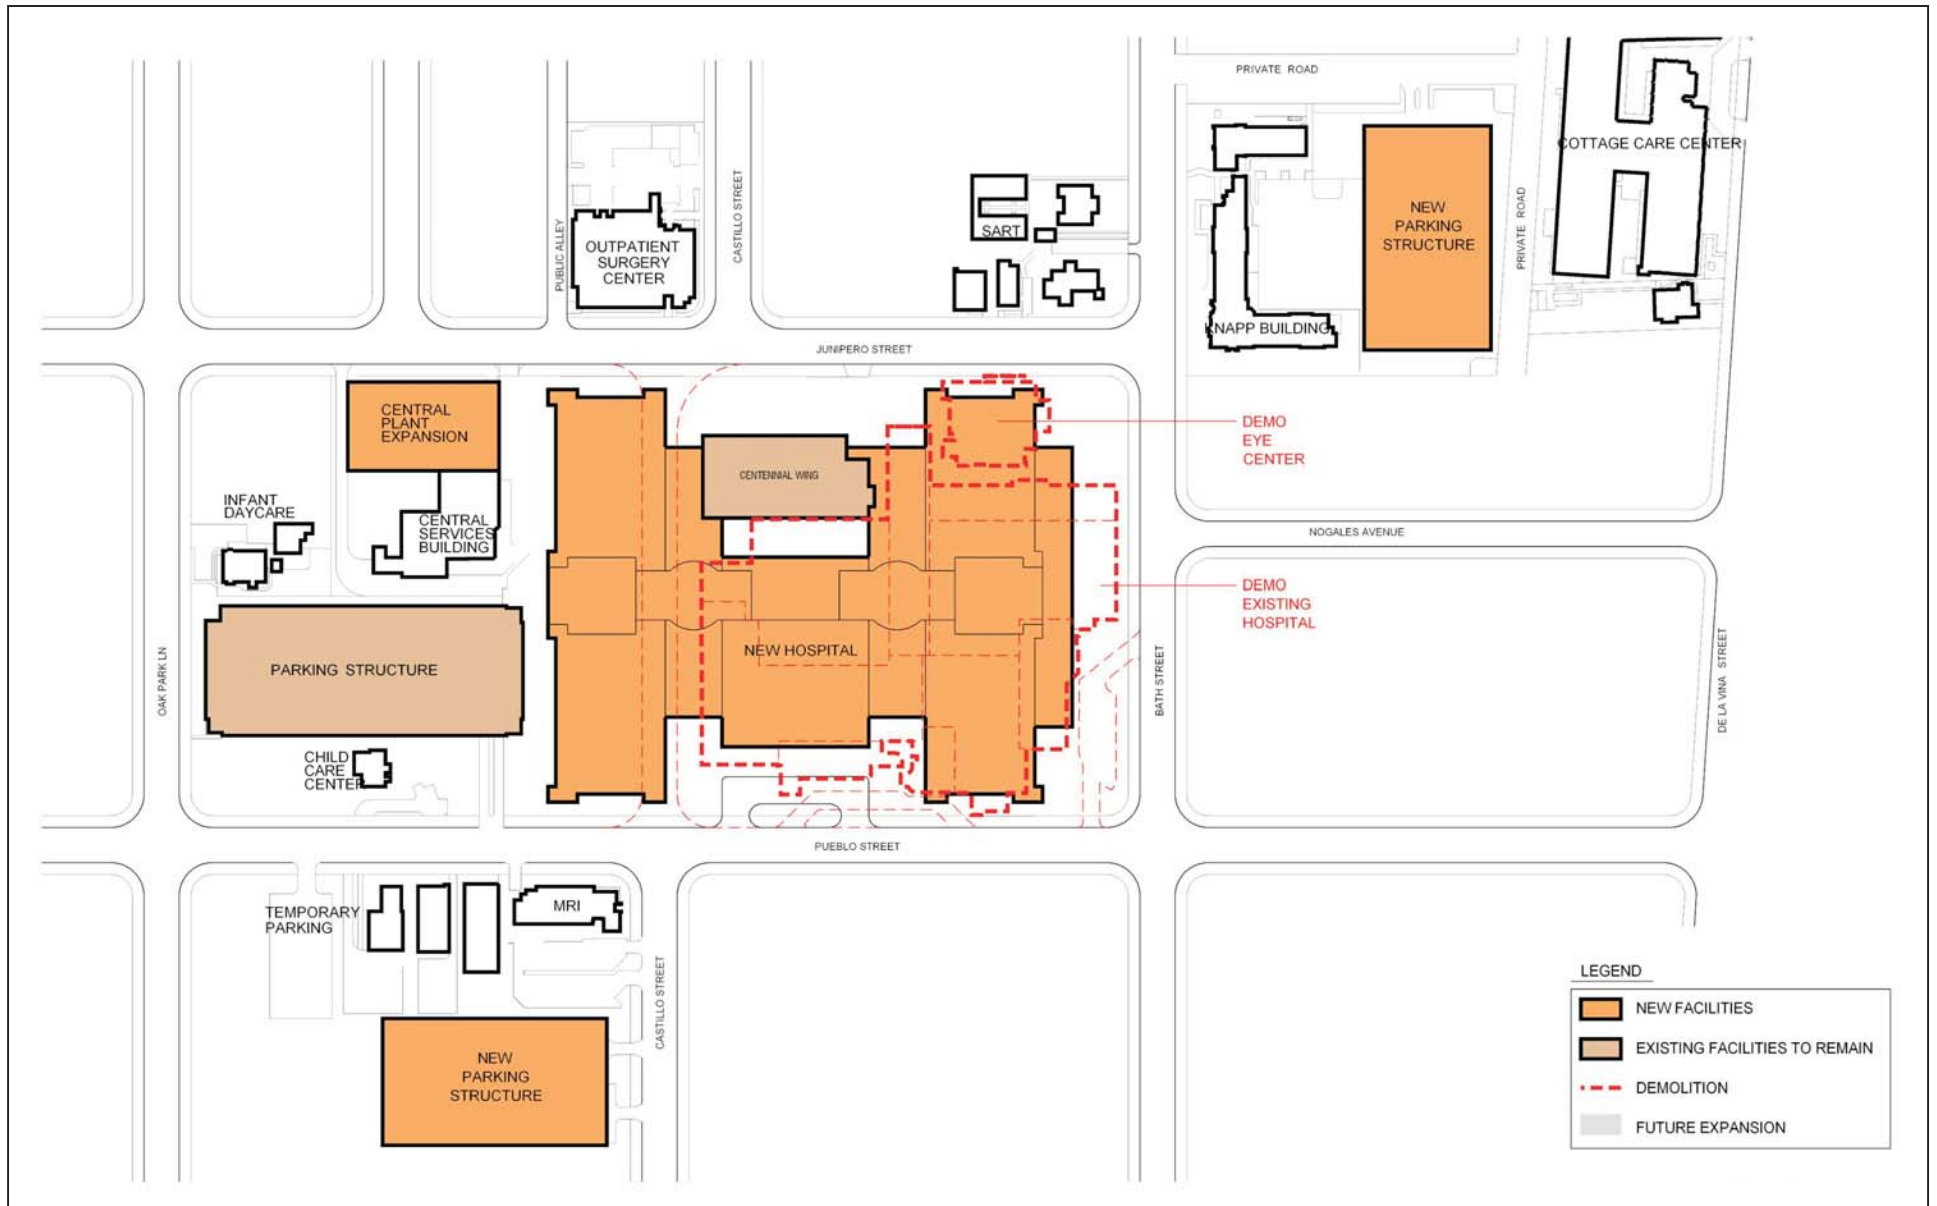 PRIVATE ROAD
COTTAGE CARE CENTER
PUBLIC ALLEY
CASTILLO STREET
OUTPATIENT
SURGERY
CENTER
SART
NEW
PARKING
STRUCTURE
PRIVATE ROAD
KNAPP BUILDING
JUNIPERO STREET
CENTRAL
PLANT
EXPANSION
DEMO
EYE
CENTER
CENTENNIAL WING
INFANT
DAYCARE
CENTRAL
SERVICES
BUILDING
NOGALES AVENUE
DEMO
EXISTING
HOSPITAL
OAK PARK LN
PARKING STRUCTURE
NEW HOSPITAL
BATH STREET
DE LA VINA STREET
CHILD
CARE
CENTER
PUEBLO STREET
TEMPORARY
PARKING
MRI
CASTILLO STREET
NEW
PARKING
STRUCTURE
LEGEND
NEW FACILITIES
EXISTING FACILITIES TO REMAIN
DEMOLITION
FUTURE EXPANSION